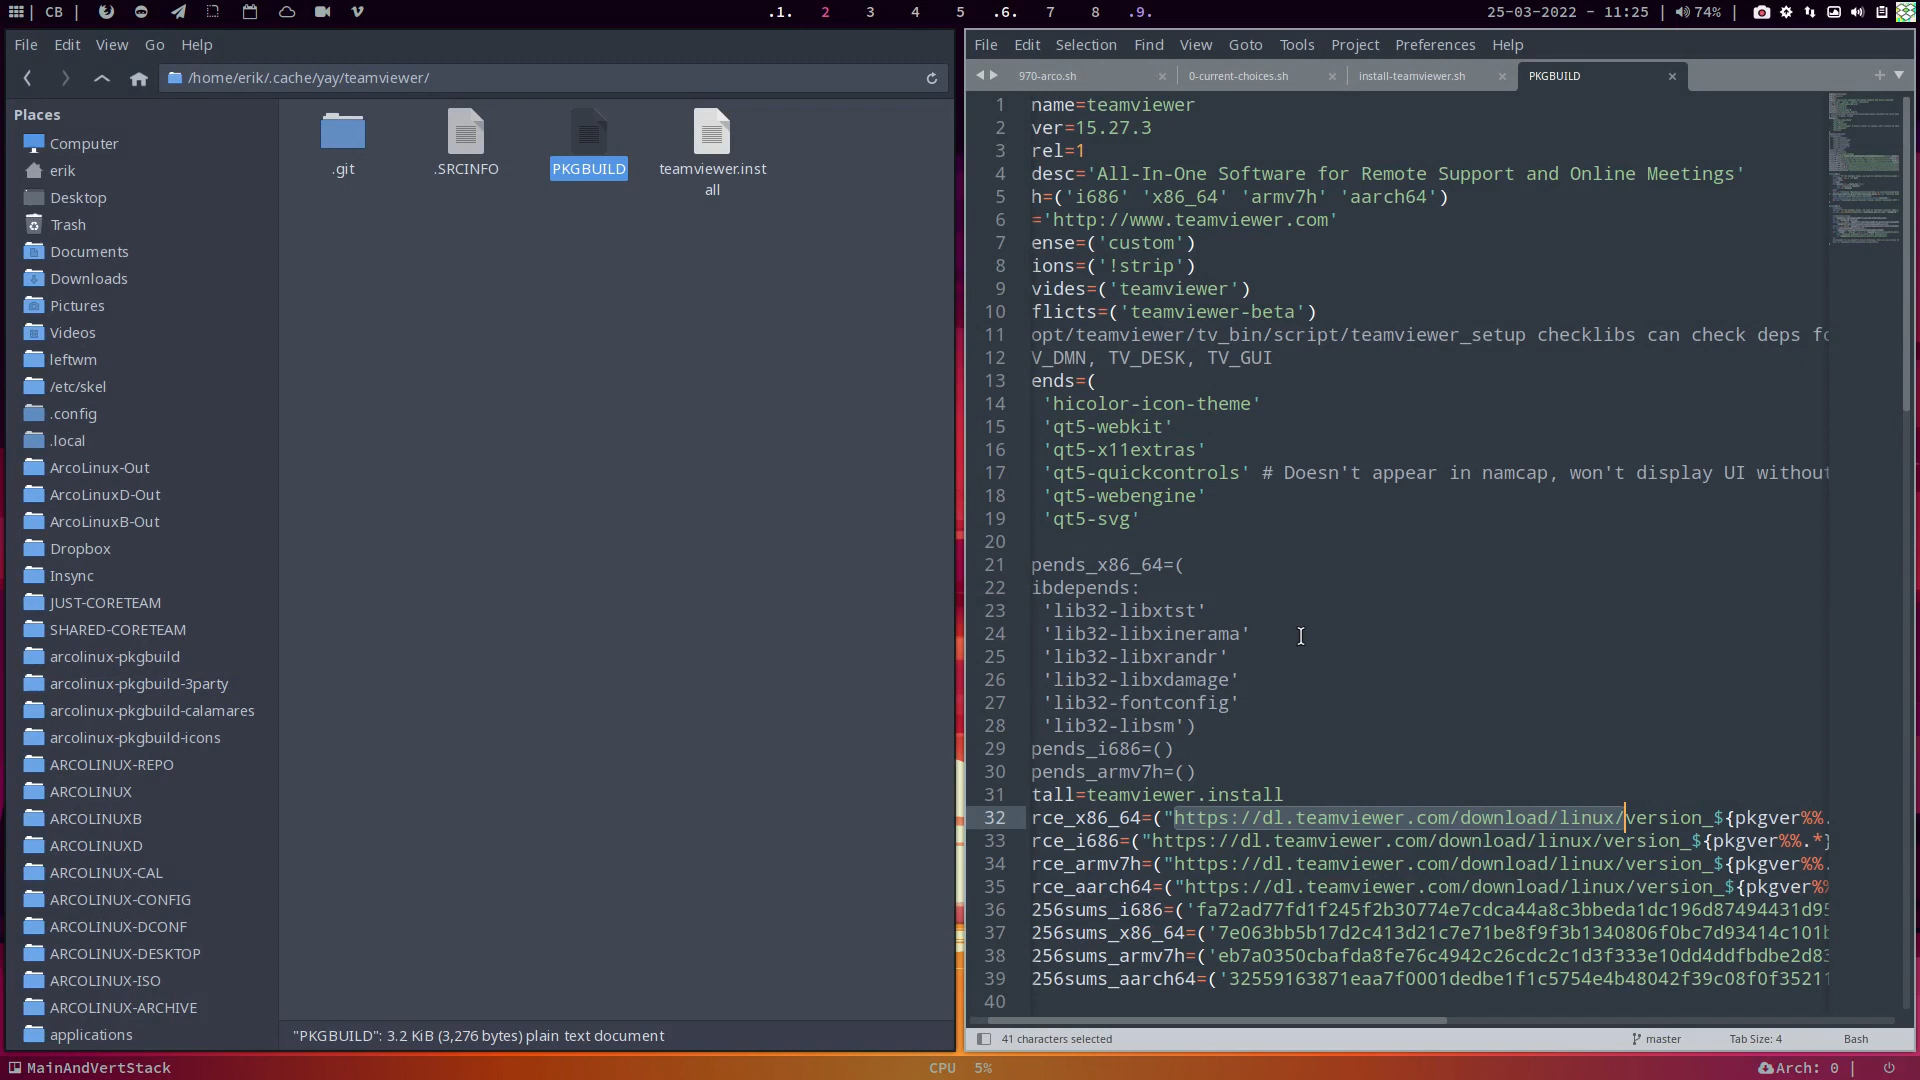 CB
.1. 2 3 4 5 .6. 7 8 .9.
25-03-2022 - 11:25
74%
File Edit View Go Help
/home/erik/.cache/yay/teamviewer/
Places
Computer
erik
Desktop
Trash
Documents
Downloads
Pictures
Videos
leftwm
/etc/skel
.config
.local
ArcoLinux-Out
ArcoLinuxD-Out
ArcoLinuxB-Out
Dropbox
Insync
JUST-CORETEAM
SHARED-CORETEAM
arcolinux-pkgbuild
arcolinux-pkgbuild-3party
arcolinux-pkgbuild-calamares
arcolinux-pkgbuild-icons
ARCOLINUX-REPO
ARCOLINUX
ARCOLINUXB
ARCOLINUXD
ARCOLINUX-CAL
ARCOLINUX-CONFIG
ARCOLINUX-DCONF
ARCOLINUX-DESKTOP
ARCOLINUX-ISO
ARCOLINUX-ARCHIVE
applications
.git
.SRCINFO
PKGBUILD
teamviewer.inst
all
"PKGBUILD": 3.2 KiB (3,276 bytes) plain text document
File Edit Selection Find View Goto Tools Project Preferences Help
970-arco.sh 0-current-choices.sh install-teamviewer.sh PKGBUILD
1 name=teamviewer
2 ver=15.27.3
3 rel=1
4 desc='All-In-One Software for Remote Support and Online Meetings'
5 h=('i686' 'x86_64' 'armv7h' 'aarch64')
6 ='http://www.teamviewer.com'
7 ense=('custom')
8 ions=('!strip')
9 vides=('teamviewer')
10 flicts=('teamviewer-beta')
11 opt/teamviewer/tv_bin/script/teamviewer_setup checklibs can check deps fo
12 V_DMN, TV_DESK, TV_GUI
13 ends=(
14 'hicolor-icon-theme'
15 'qt5-webkit'
16 'qt5-x11extras'
17 'qt5-quickcontrols' # Doesn't appear in namcap, won't display UI without
18 'qt5-webengine'
19 'qt5-svg'
20
21 pends_x86_64=(
22 ibdepends:
23 'lib32-libxtst'
24 'lib32-libxinerama'
25 'lib32-libxrandr'
26 'lib32-libxdamage'
27 'lib32-fontconfig'
28 'lib32-libsm')
29 pends_i686=()
30 pends_armv7h=()
31 tall=teamviewer.install
32 rce_x86_64=("https://dl.teamviewer.com/download/linux/version_${pkgver%%.
33 rce_i686=("https://dl.teamviewer.com/download/linux/version_${pkgver%%.*}
34 rce_armv7h=("https://dl.teamviewer.com/download/linux/version_${pkgver%%.
35 rce_aarch64=("https://dl.teamviewer.com/download/linux/version_${pkgver%%
36 256sums_i686=('fa72ad77fd1f245f2b30774e7cdca44a8c3bbeda1dc196d87494431d95
37 256sums_x86_64=('7e063bb5b17d2c413d21c7e71be8f9f3b1340806f0bc7d93414c101b
38 256sums_armv7h=('eb7a0350cbafda8fe76c4942c26cdc2c1d3f333e10dd4ddfbdbe2d83
39 256sums_aarch64=('32559163871eaa7f0001dedbe1f1c5754e4b48042f39c08f0f35211
40
41 characters selected
master
Tab Size: 4
Bash
MainAndVertStack
CPU 5%
Arch: 0